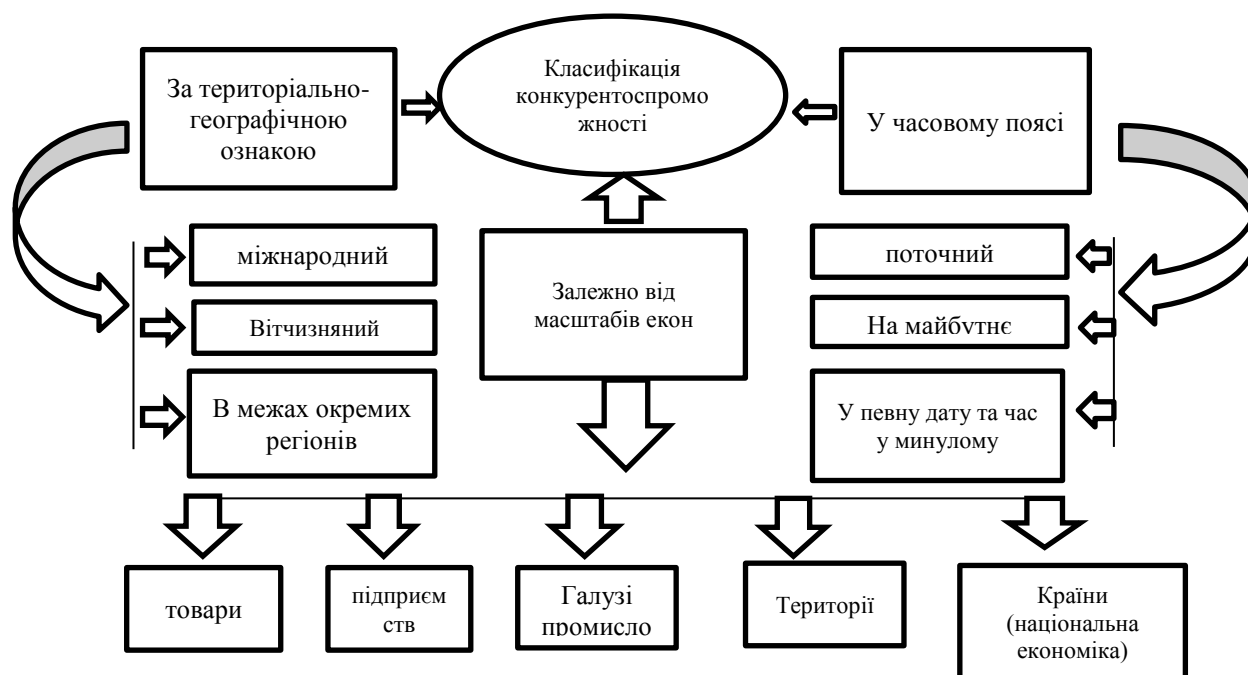 За територіально-
географічною
ознакою
Класифікація
конкурентоспромо
жності
У часовому поясі
міжнародний
Вітчизняний
В межах окремих
регіонів
Залежно від
масштабів екон
поточний
На майбутнє
У певну дату та час
у минулому
товари
підприєм
ств
Галузі
промисло
Території
Країни
(національна
економіка)